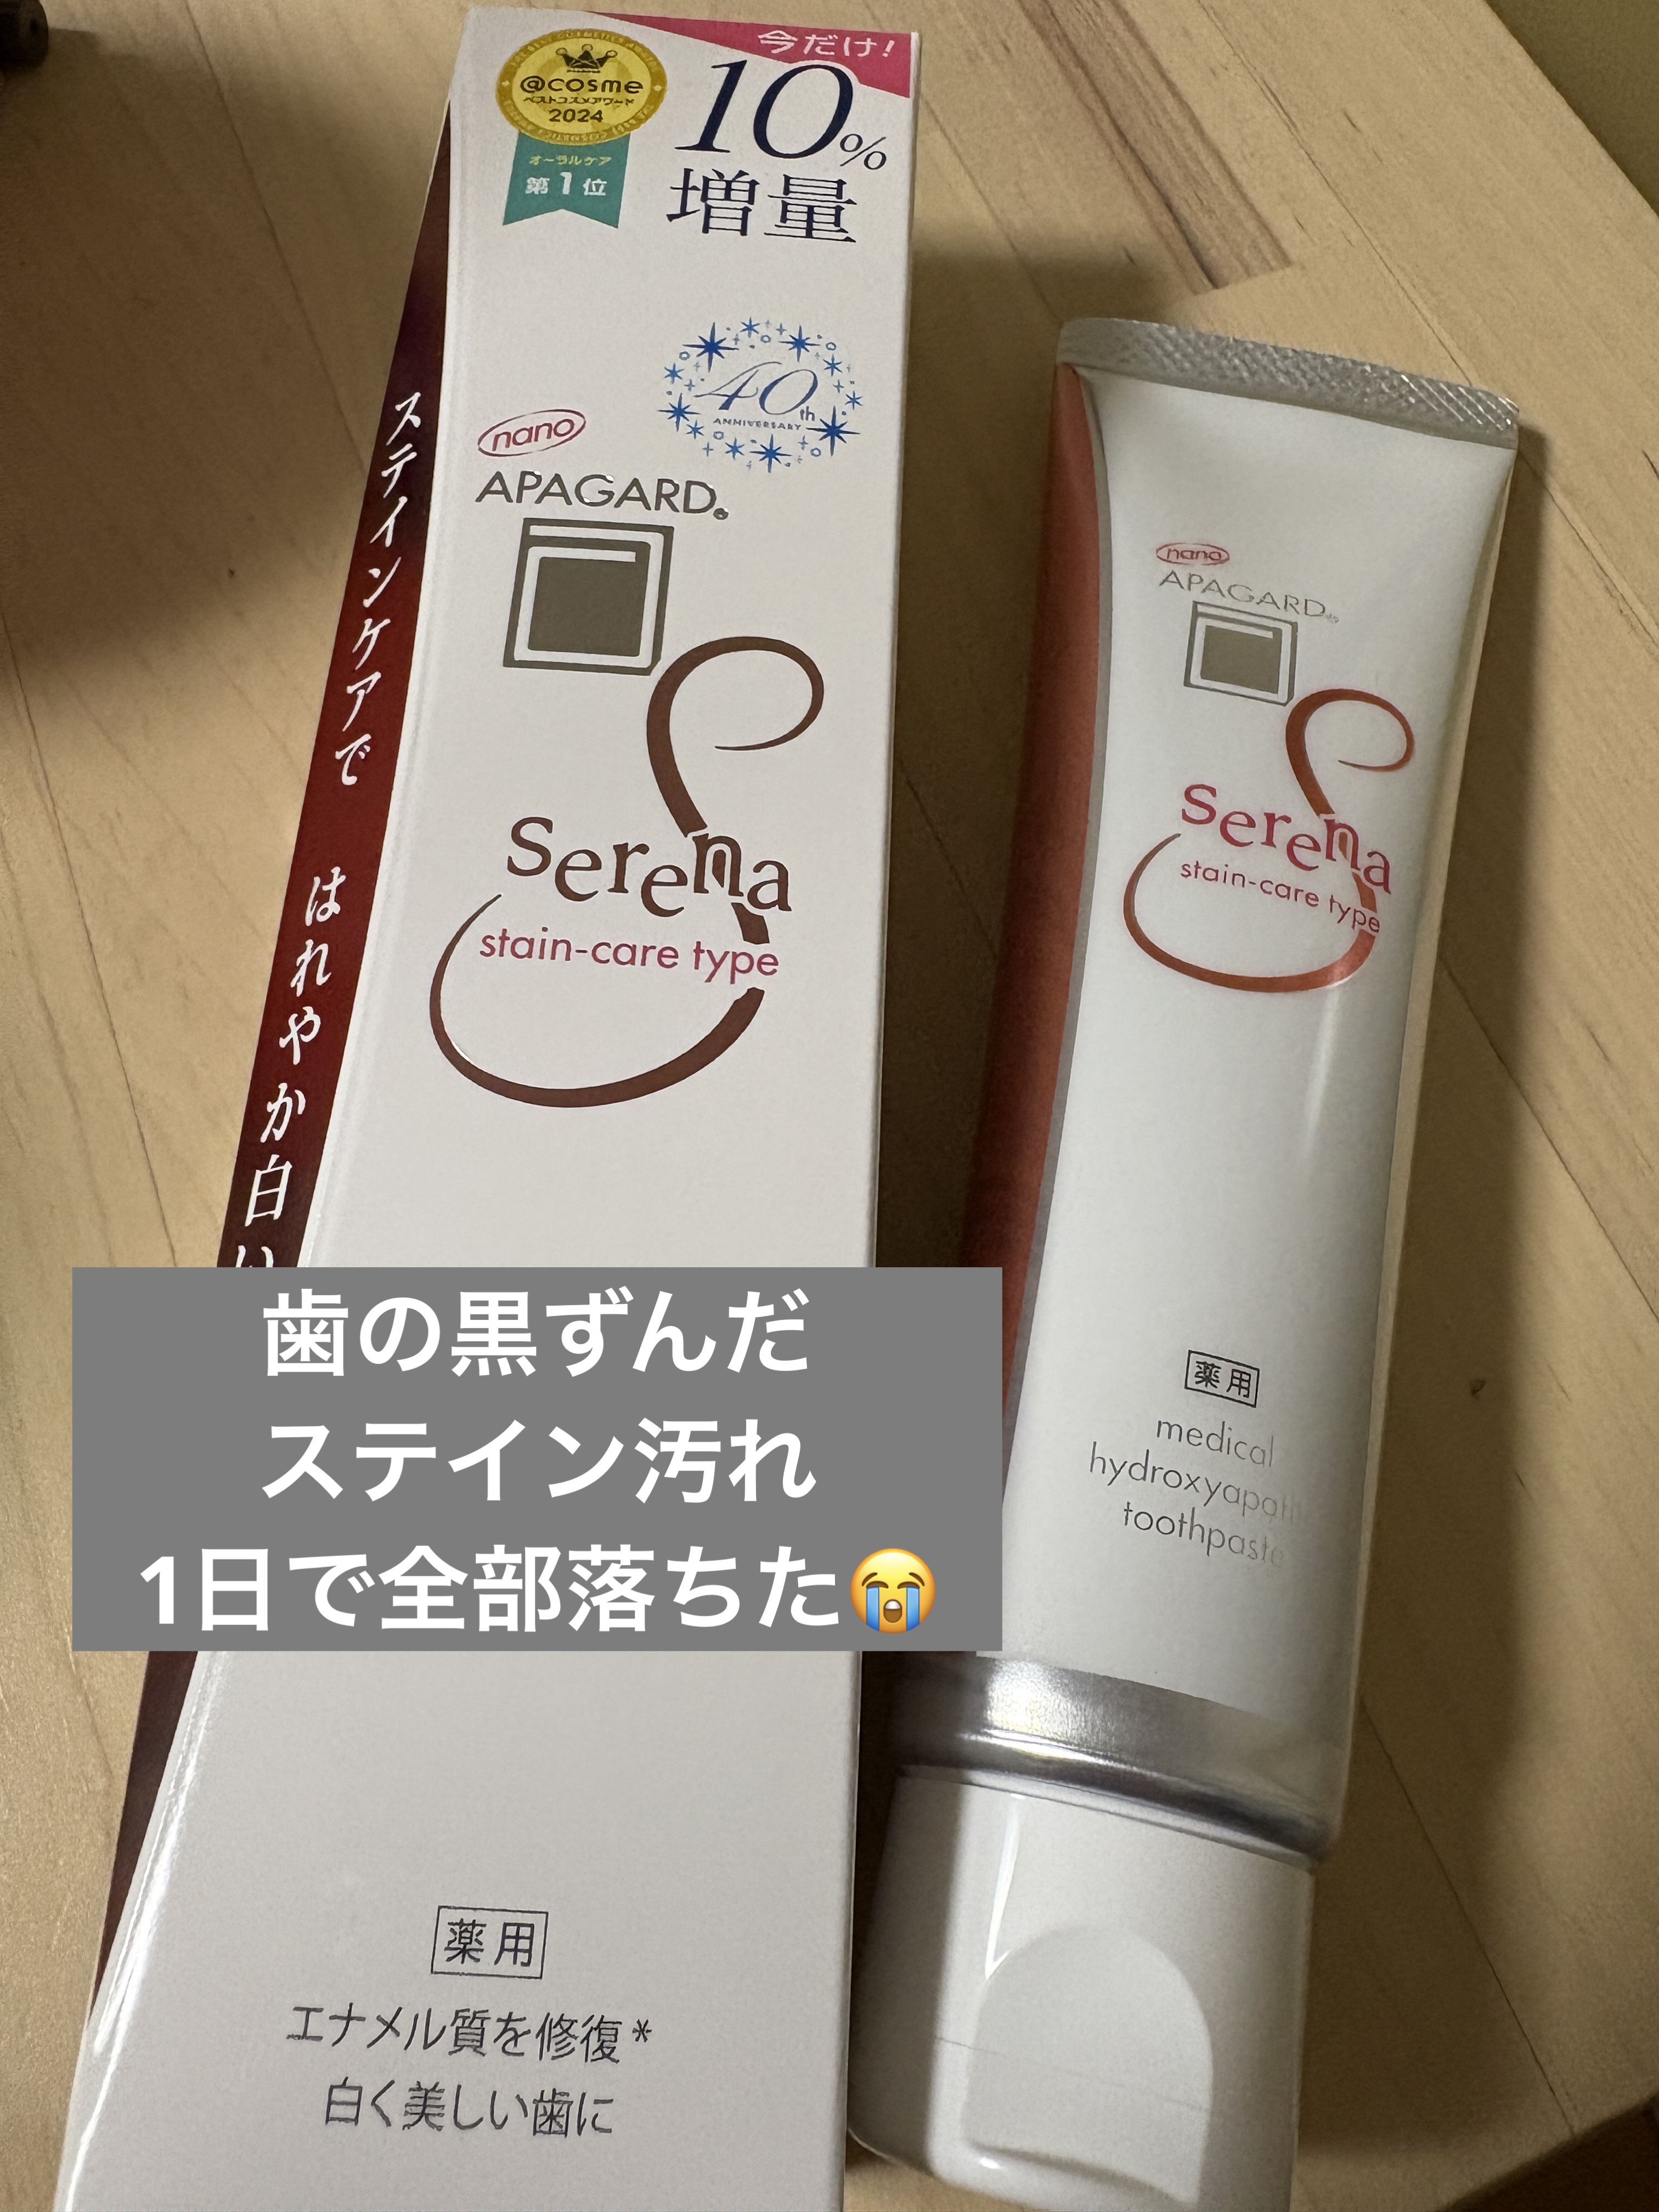 @cosme
ベストコスメアワード
2024
オーラルケア
第1位
今だけ!
10%
増量
40th
ANNIVERSARY
nano
APAGARD®
Serena
stain-care type
ステインケアで はれやか白い
nano
APAGARD
Serena
stain-care type
薬用
medical
hydroxyapa
toothpaste
歯の黒ずんだ
ステイン汚れ
1日で全部落ちた😭
薬用
エナメル質を修復*
白く美しい歯に